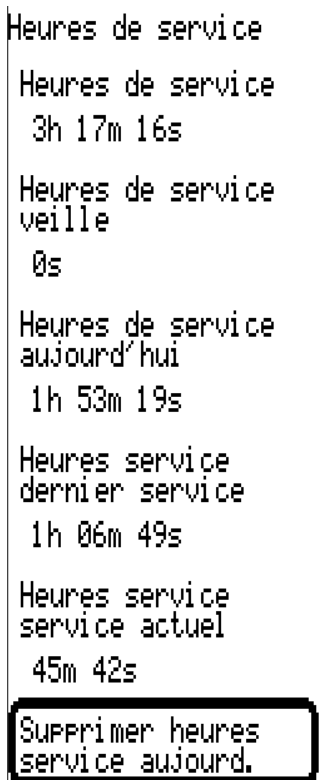 Heures de service
Heures de service
3h 17m 16s
Heures de service
veille
0s
Heures de service
aujourd'hui
1h 53m 19s
Heures service
dernier service
1h 06m 49s
Heures service
service actuel
45m 42s
Supprimer heures
service aujourd.